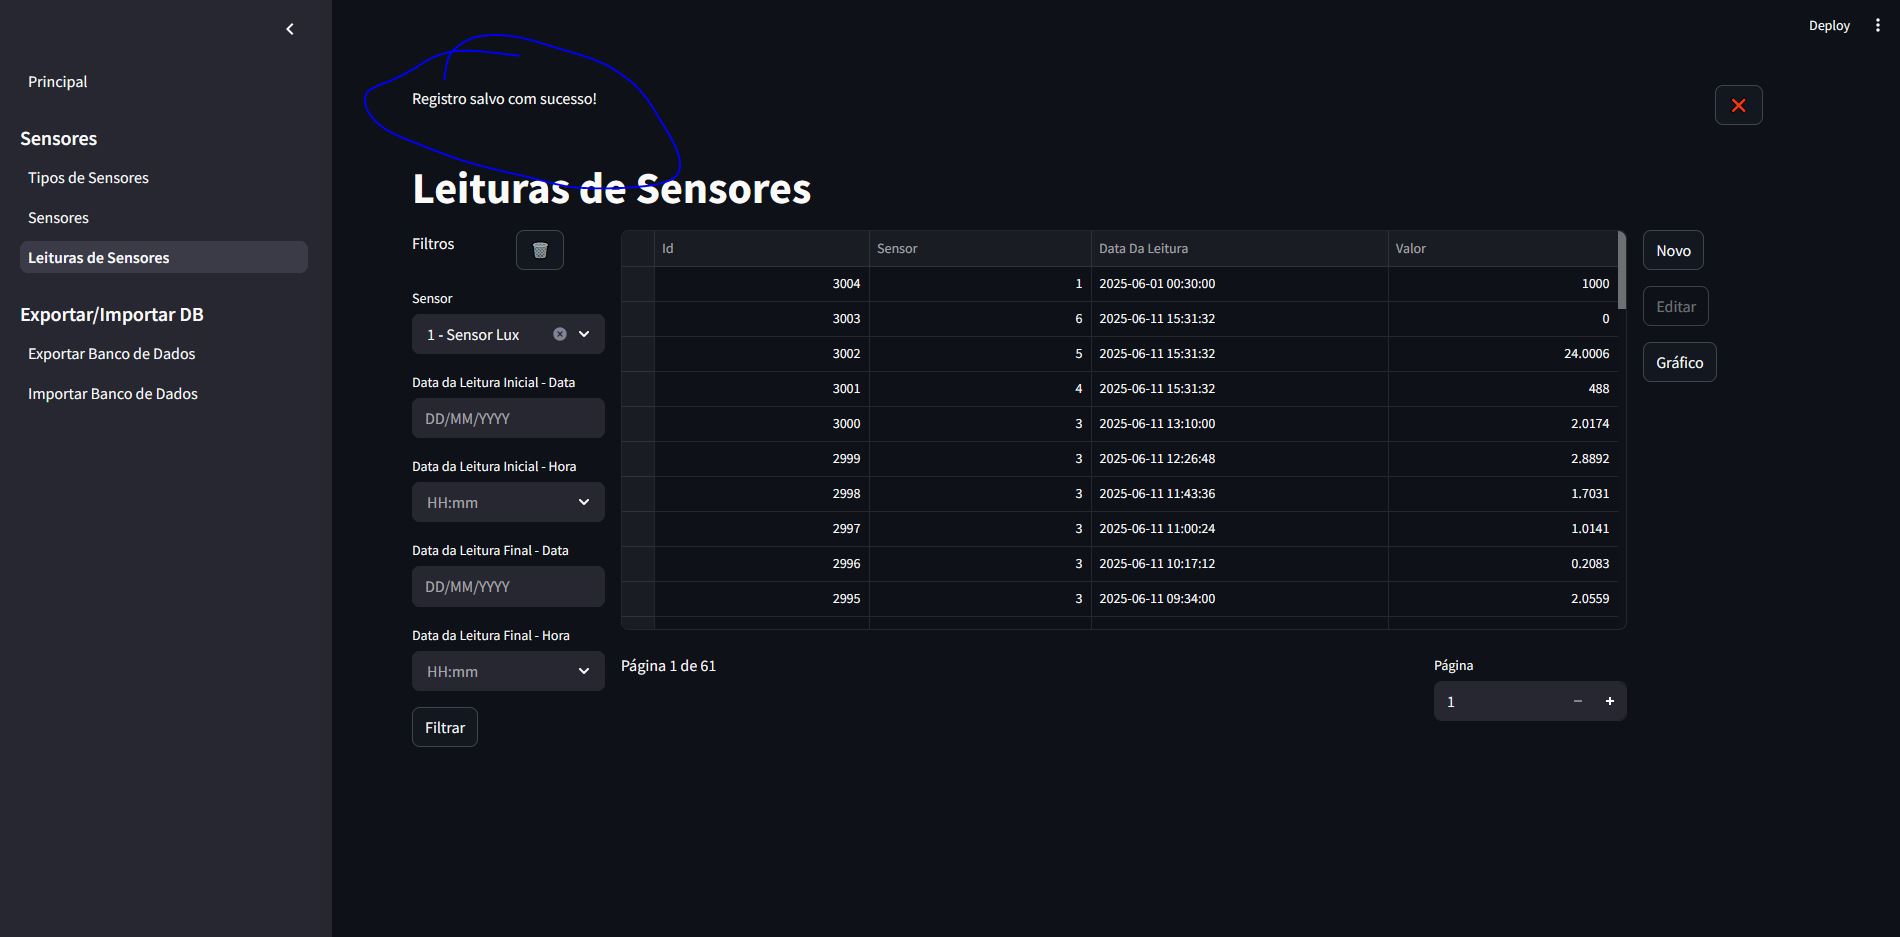 Deploy
Principal
Sensores
Tipos de Sensores
Sensores
Leituras de Sensores
Exportar/Importar DB
Exportar Banco de Dados
Importar Banco de Dados
Registro salvo com sucesso!
Leituras de Sensores
Filtros
Sensor
1 - Sensor Lux
Data da Leitura Inicial - Data
DD/MM/YYYY
Data da Leitura Inicial - Hora
HH:mm
Data da Leitura Final - Data
DD/MM/YYYY
Data da Leitura Final - Hora
HH:mm
Filtrar
Id Sensor Data Da Leitura Valor
3004 1 2025-06-01 00:30:00 1000
3003 6 2025-06-11 15:31:32 0
3002 5 2025-06-11 15:31:32 24.0006
3001 4 2025-06-11 15:31:32 488
3000 3 2025-06-11 13:10:00 2.0174
2999 3 2025-06-11 12:26:48 2.8892
2998 3 2025-06-11 11:43:36 1.7031
2997 3 2025-06-11 11:00:24 1.0141
2996 3 2025-06-11 10:17:12 0.2083
2995 3 2025-06-11 09:34:00 2.0559
Página 1 de 61
Página
1
Novo
Editar
Gráfico